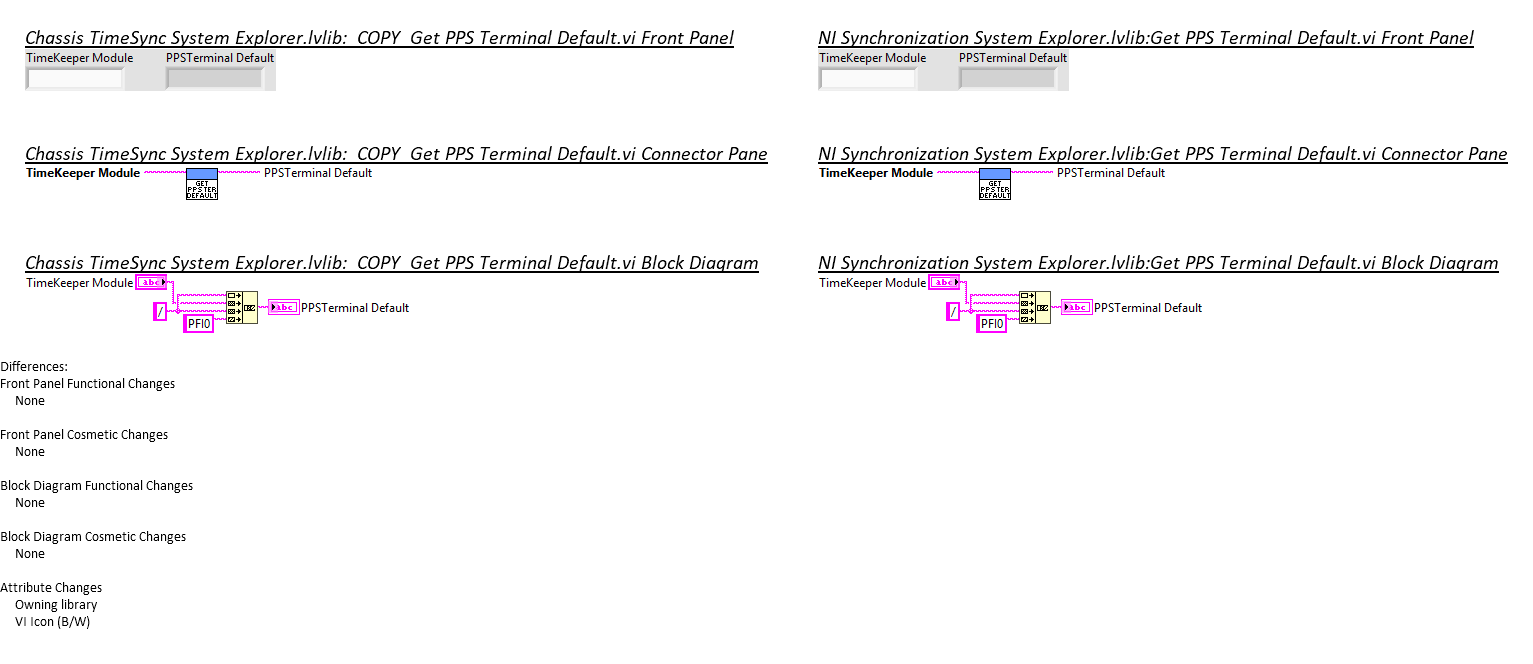 Chassis TimeSync System Explorer.lvlib:  COPY  Get PPS Terminal Default.vi Front Panel
TimeKeeper Module PPSTerminal Default
Chassis TimeSync System Explorer.lvlib:  COPY  Get PPS Terminal Default.vi Connector Pane
TimeKeeper Module PPSTerminal Default
GET
PPSTER
DEFAULT
Chassis TimeSync System Explorer.lvlib:  COPY  Get PPS Terminal Default.vi Block Diagram
TimeKeeper Module abc
abc PPSTerminal Default
/
PFI0
NI Synchronization System Explorer.lvlib:Get PPS Terminal Default.vi Front Panel
TimeKeeper Module PPSTerminal Default
NI Synchronization System Explorer.lvlib:Get PPS Terminal Default.vi Connector Pane
TimeKeeper Module PPSTerminal Default
GET
PPSTER
DEFAULT
NI Synchronization System Explorer.lvlib:Get PPS Terminal Default.vi Block Diagram
TimeKeeper Module abc
abc PPSTerminal Default
/
PFI0
Differences:
Front Panel Functional Changes
None
Front Panel Cosmetic Changes
None
Block Diagram Functional Changes
None
Block Diagram Cosmetic Changes
None
Attribute Changes
Owning library
VI Icon (B/W)